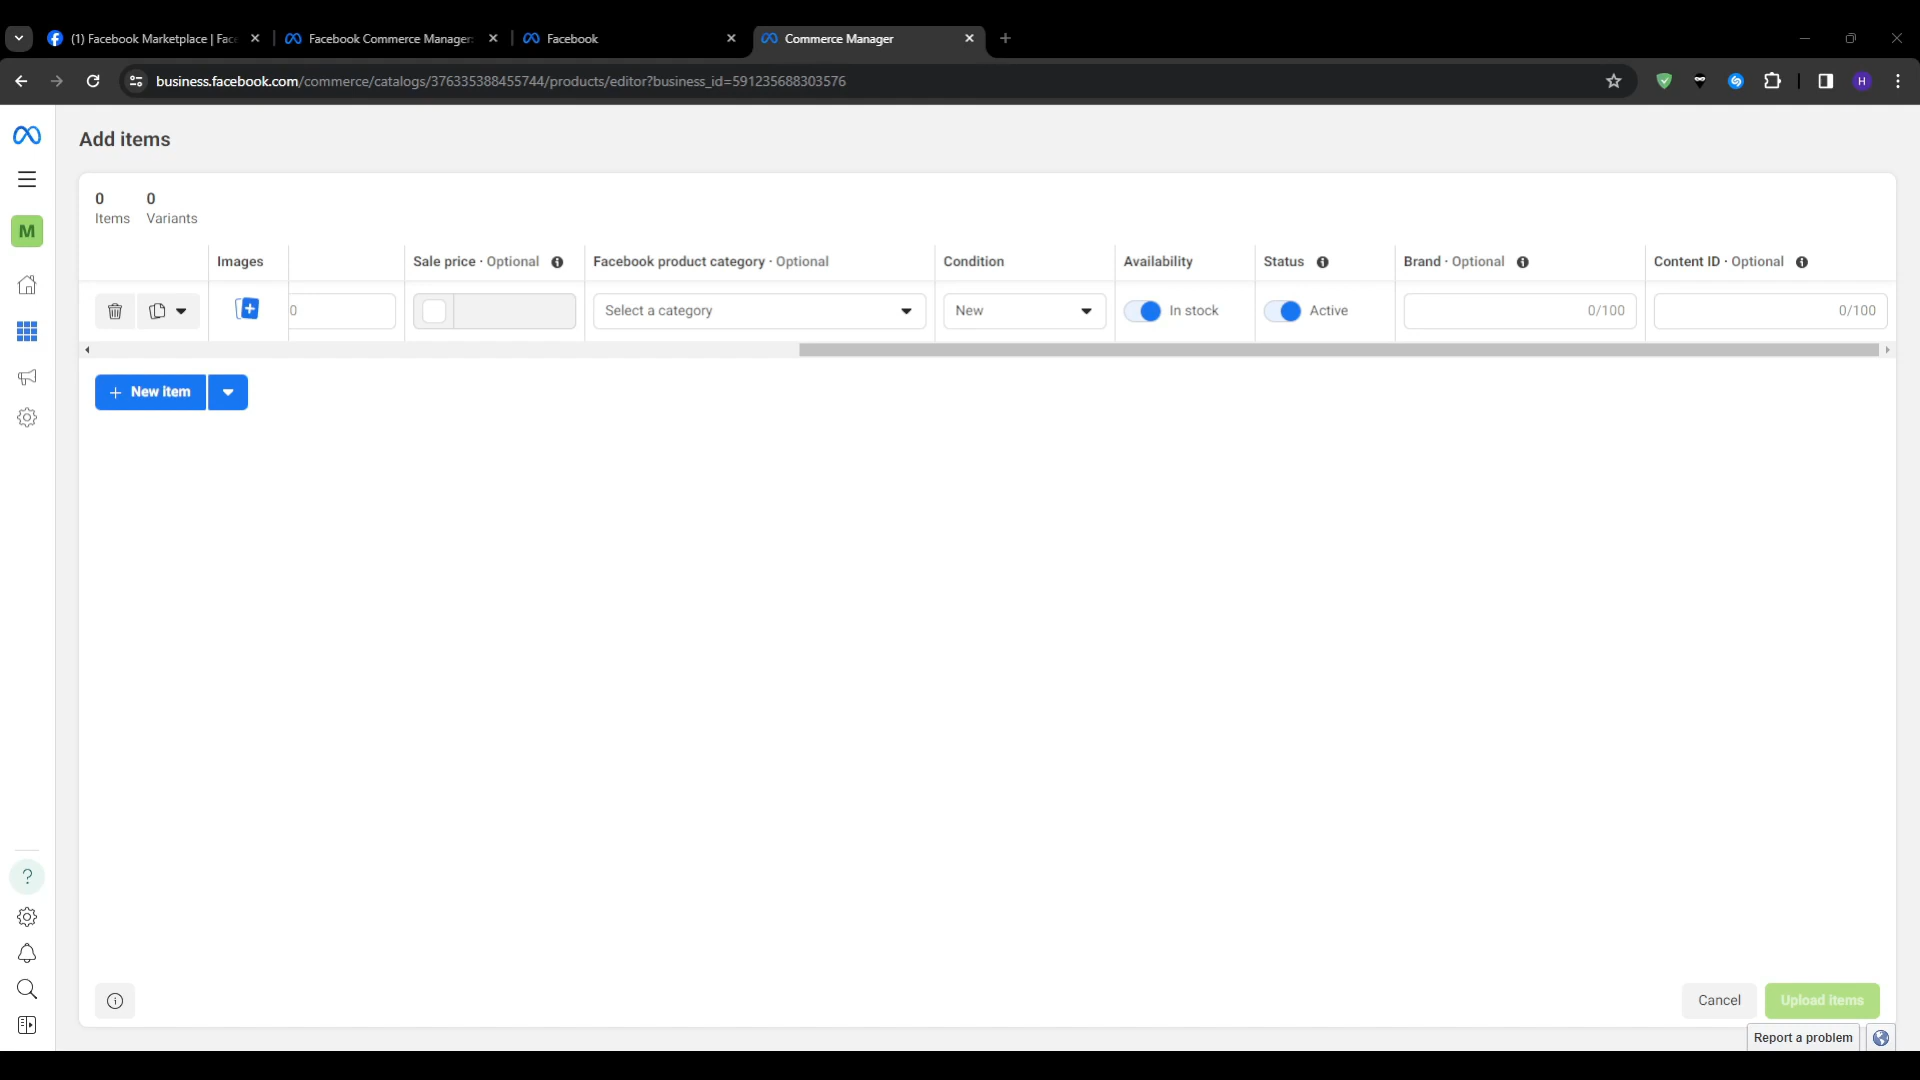 (1) Facebook Marketplace | Fac
Facebook Commerce Manager:
Facebook
Commerce Manager
business.facebook.com/commerce/catalogs/376335388455744/products/editor?business_id=591235688303576
H
Add items
0 0
Items Variants
M
Images Sale price · Optional Facebook product category · Optional Condition Availability Status Brand · Optional Content ID · Optional
0 Select a category New In stock Active 0/100 0/100
+ New item
?
Cancel Upload items
Report a problem